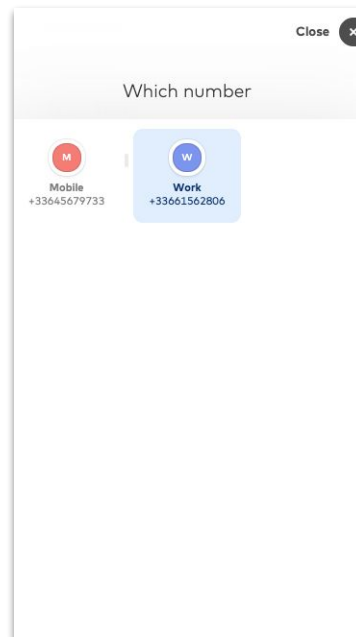 Close ×
Which number
M
Mobile
+33645679733
W
Work
+33661562806